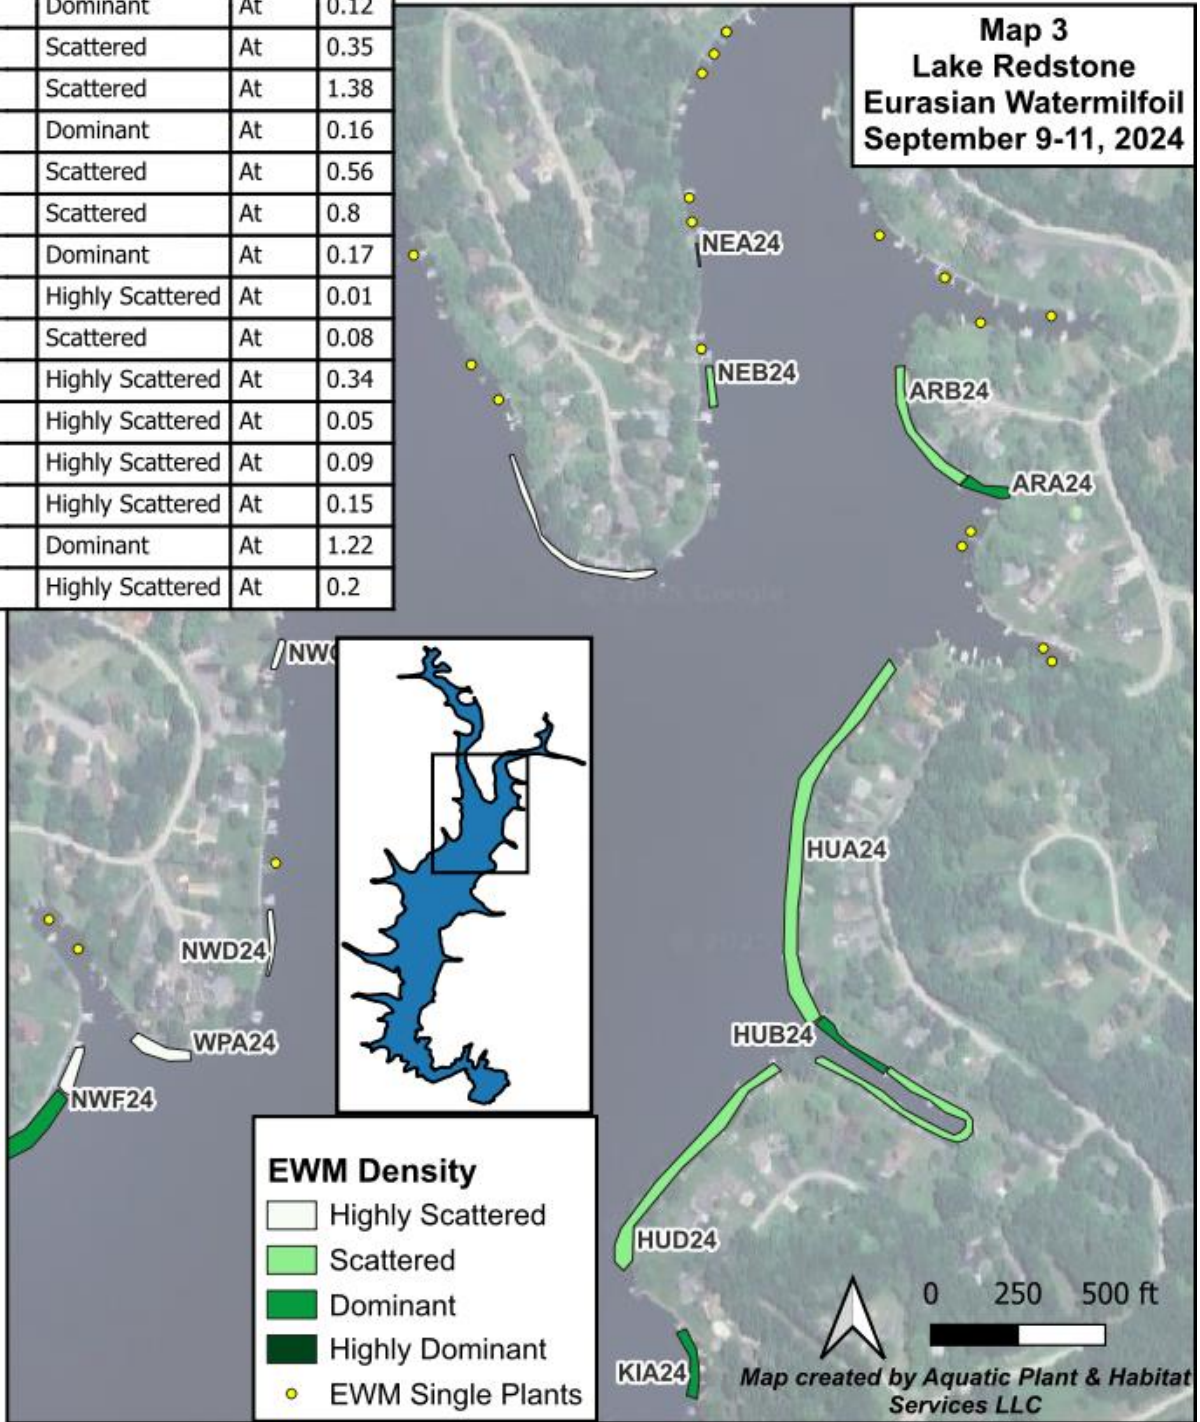 Dominant At 0.12
Scattered At 0.35
Scattered At 1.38
Dominant At 0.16
Scattered At 0.56
Scattered At 0.8
Dominant At 0.17
Highly Scattered At 0.01
Scattered At 0.08
Highly Scattered At 0.34
Highly Scattered At 0.05
Highly Scattered At 0.09
Highly Scattered At 0.15
Dominant At 1.22
Highly Scattered At 0.2
Map 3
Lake Redstone
Eurasian Watermilfoil
September 9-11, 2024
NEA24
NEB24
ARB24
ARA24
HUA24
NWD24
HUB24
WPA24
NWF24
HUD24
KIA24
EWM Density
Highly Scattered
Scattered
Dominant
Highly Dominant
EWM Single Plants
0 250 500 ft
Map created by Aquatic Plant & Habitat
Services LLC